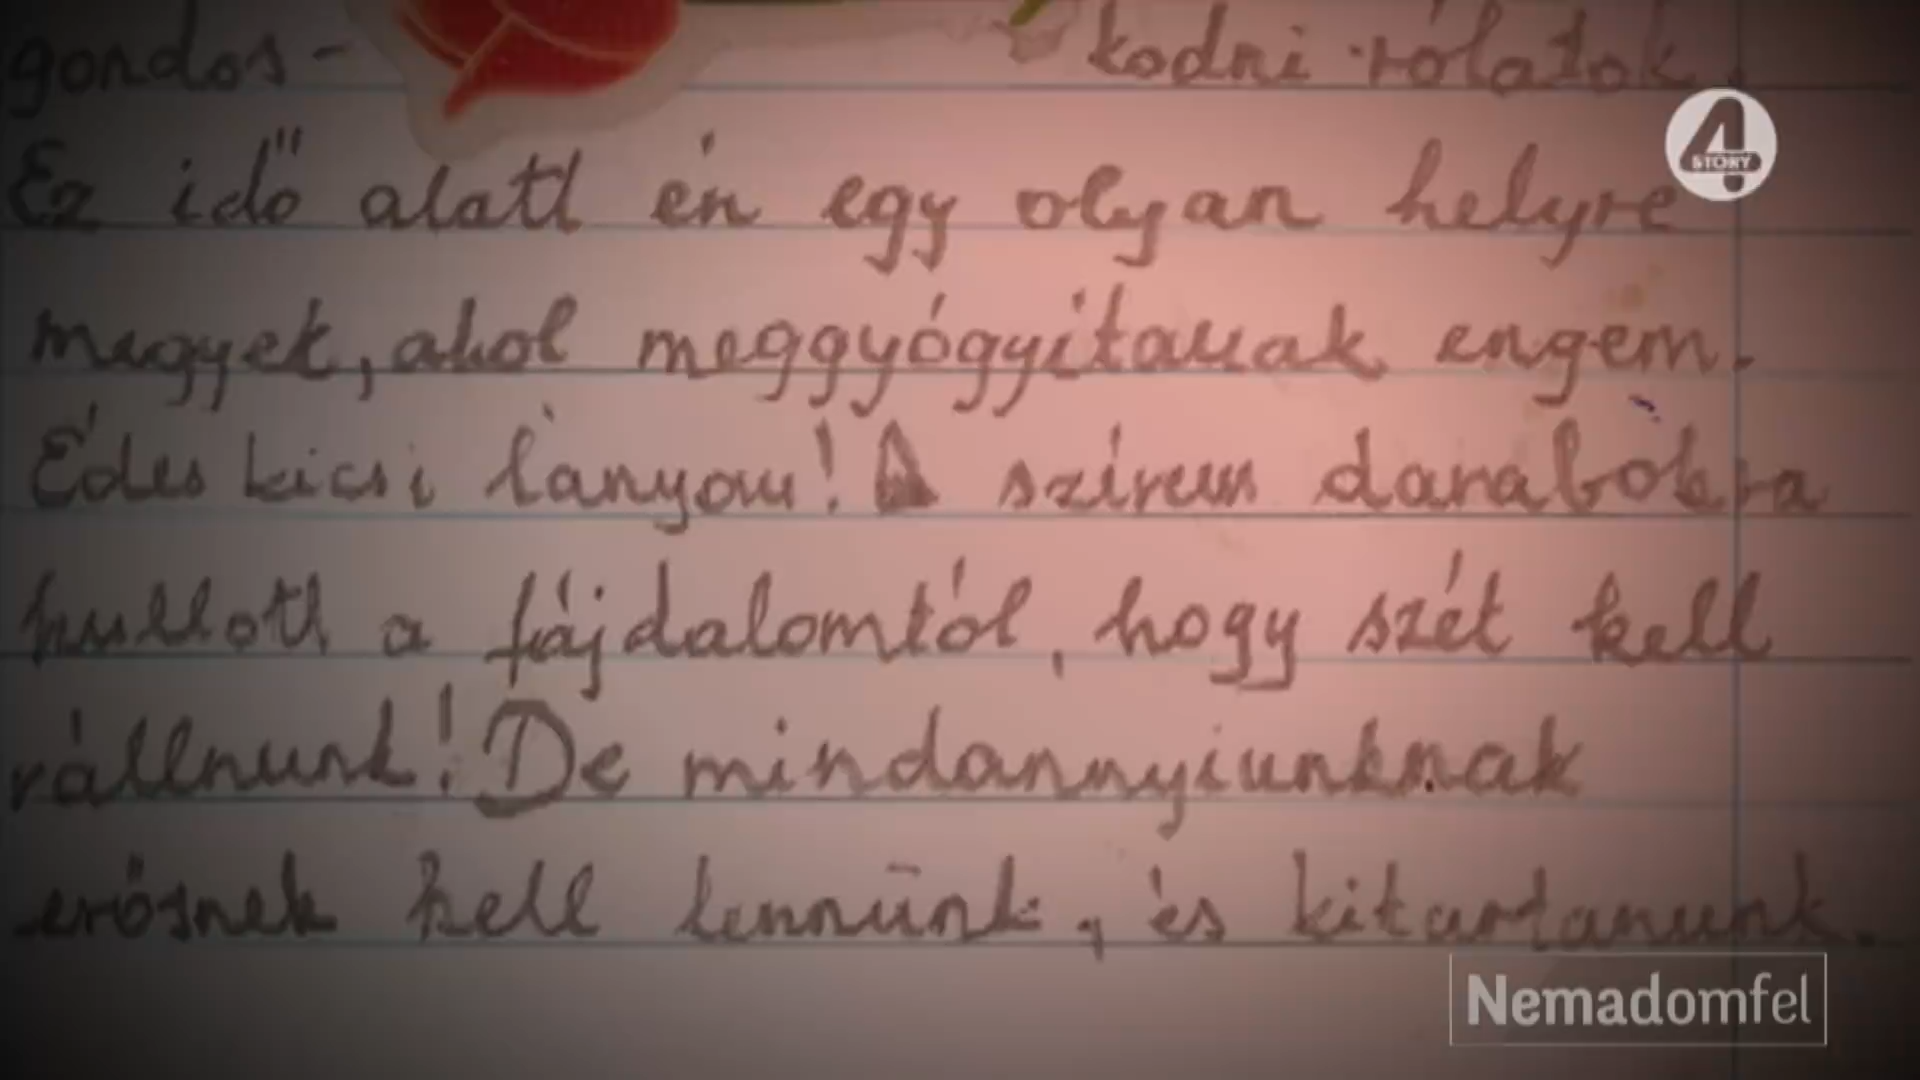 gondos- kodni rólatok.
Ez idő alatt én egy olyan helyre
megyek, ahol meggyógyítanak engem.
Édes kicsi lányom! A szívem darabokra
hullott a fájdalomtól, hogy szét kell
válnunk! De mindannyiunknak
erősnek kell lennünk, és kitartanunk.
4 STORY
Nemadomfel